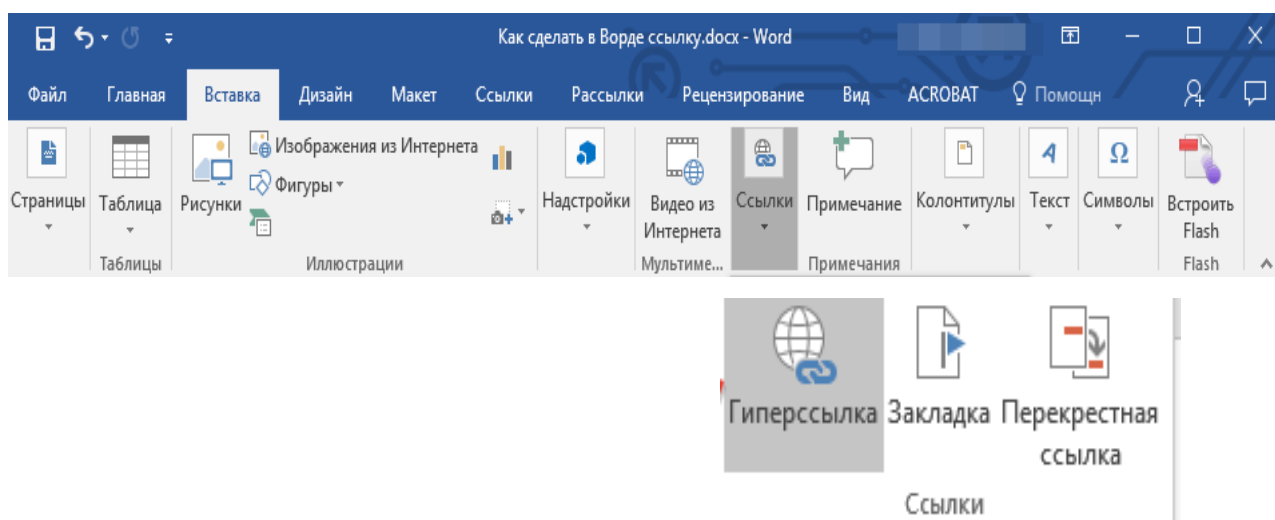 Как сделать в Ворде ссылку.docx - Word
Файл Главная Вставка Дизайн Макет Ссылки Рассылки Рецензирование Вид ACROBAT Помощн
Изображения из Интернета
Фигуры
Страницы Таблица Рисунки Надстройки Видео из Ссылки Примечание Колонтитулы Текст Символы Встроить
Интернета Flash
Таблицы Иллюстрации Мультиме... Примечания Flash
Гиперссылка Закладка Перекрестная
ссылка
Ссылки